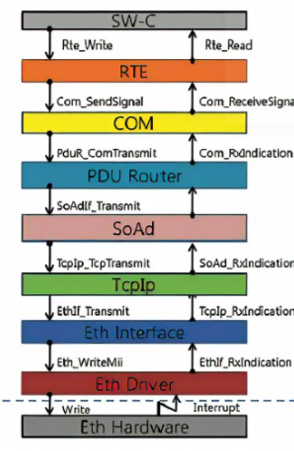 SW-C
Rte_Write
Rte_Read
RTE
Com_SendSignal
Com_ReceiveSigna
COM
PduR_ComTransmit
Com_RxIndication
PDU Router
SoAdIf_Transmit
SoAd
TcpIp_TcpTransmit
SoAd_RxIndication
TcpIp
EthIf_Transmit
TcpIp_RxIndication
Eth Interface
Eth_WriteMii
EthIf_RxIndication
Eth Driver
Write
Interrupt
Eth Hardware